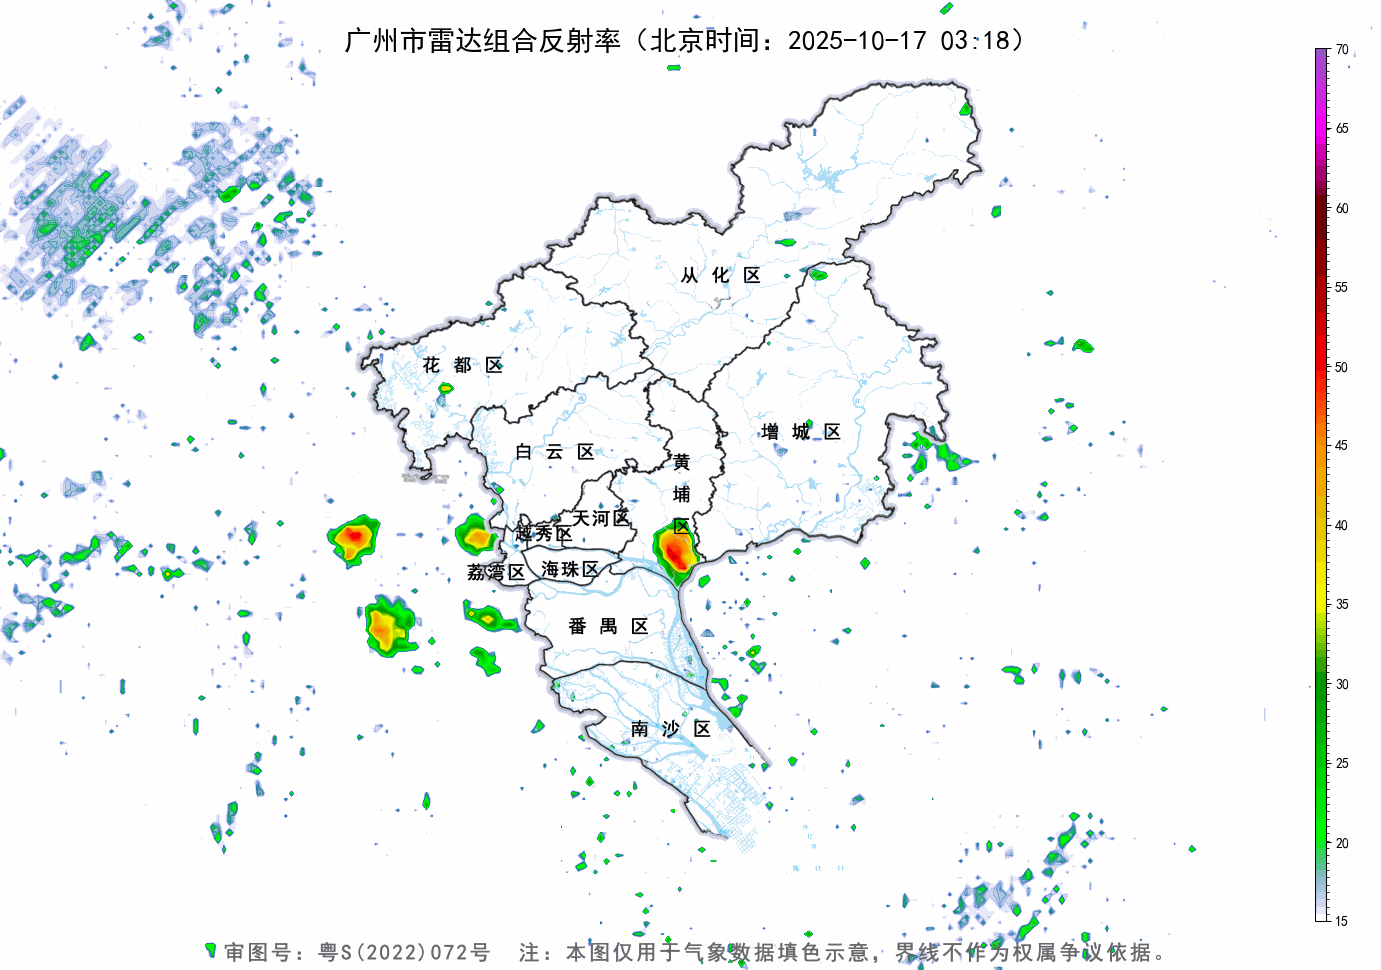 广州市雷达组合反射率（北京时间：2025-10-17 03:18）
70
65
60
55
50
45
40
35
30
25
20
15
从化区
花都区
增城区
白云区
黄埔区
天河区
越秀区
荔湾区
海珠区
番禺区
南沙区
审图号：粤S(2022)072号 注：本图仅用于气象数据填色示意，界线不作为权属争议依据。